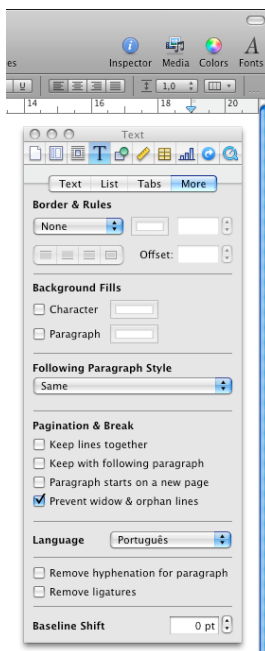 es Inspector Media Colors Fonts
U 1,0
14 16 18 20
Text
T
Text List Tabs More
Border & Rules
None
Offset:
Background Fills
Character
Paragraph
Following Paragraph Style
Same
Pagination & Break
Keep lines together
Keep with following paragraph
Paragraph starts on a new page
Prevent widow & orphan lines
Language Português
Remove hyphenation for paragraph
Remove ligatures
Baseline Shift 0 pt